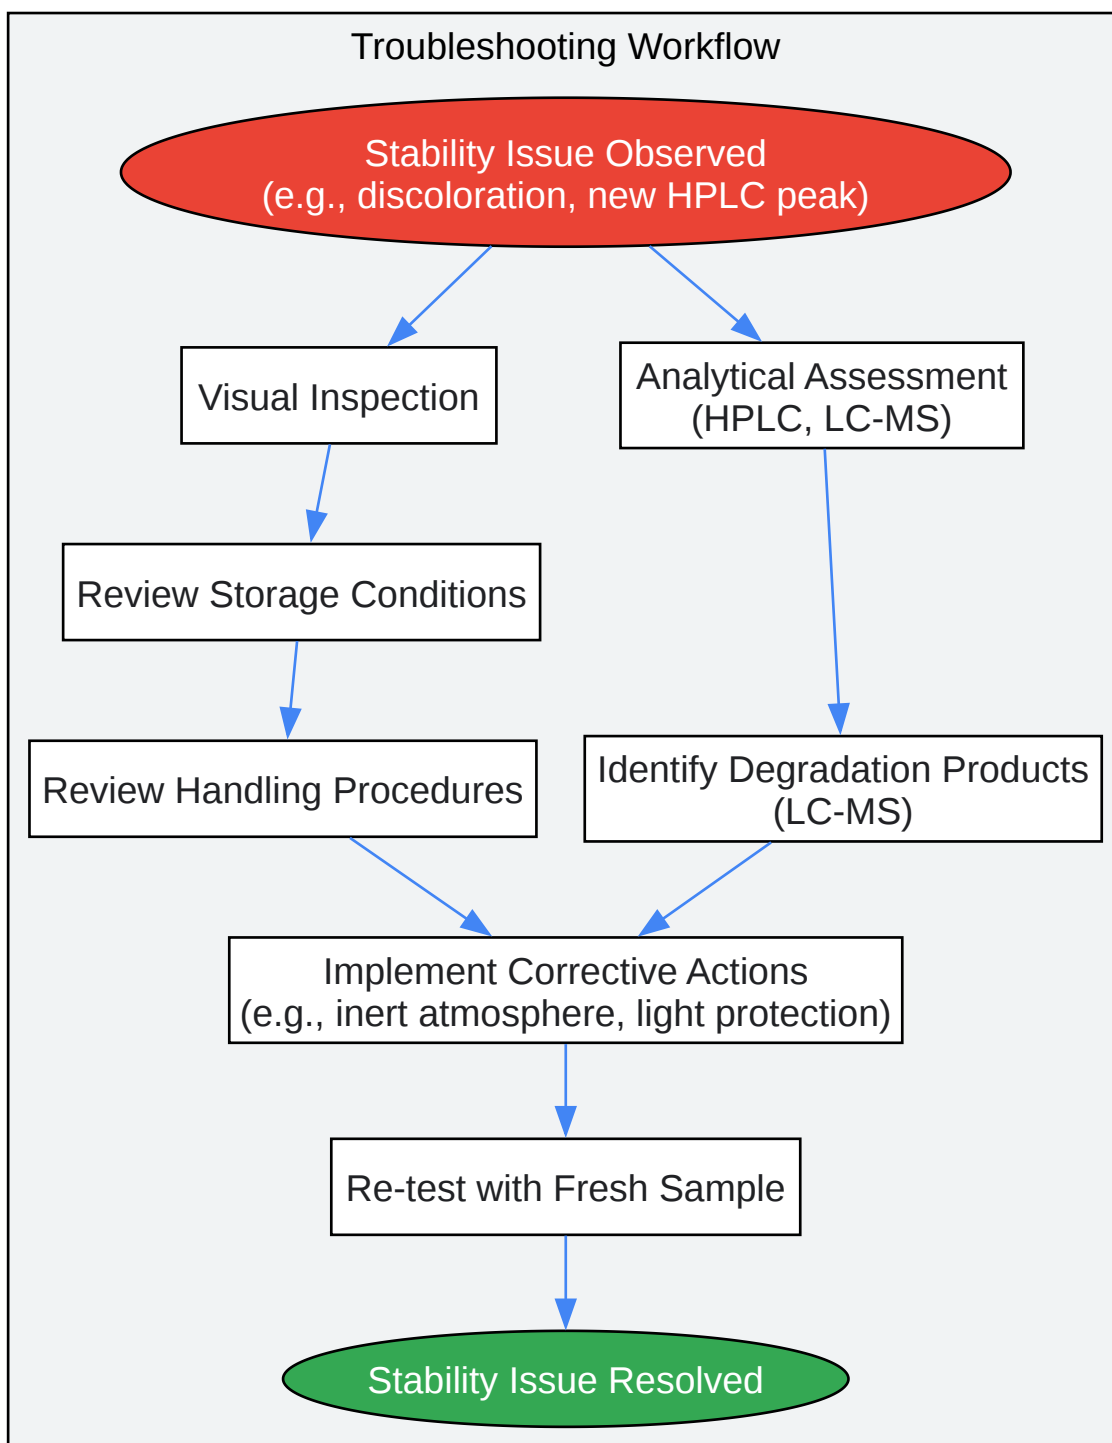 Troubleshooting Workflow
Stability Issue Observed
(e.g., discoloration, new HPLC peak)
Visual Inspection
Analytical Assessment
(HPLC, LC-MS)
Review Storage Conditions
Review Handling Procedures
Identify Degradation Products
(LC-MS)
Implement Corrective Actions
(e.g., inert atmosphere, light protection)
Re-test with Fresh Sample
Stability Issue Resolved